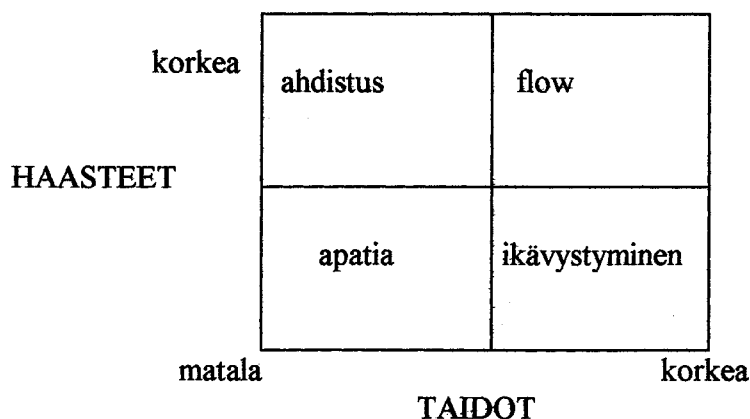 korkea
ahdistus flow
HAASTEET
apatia ikävystyminen
matala korkea
TAIDOT